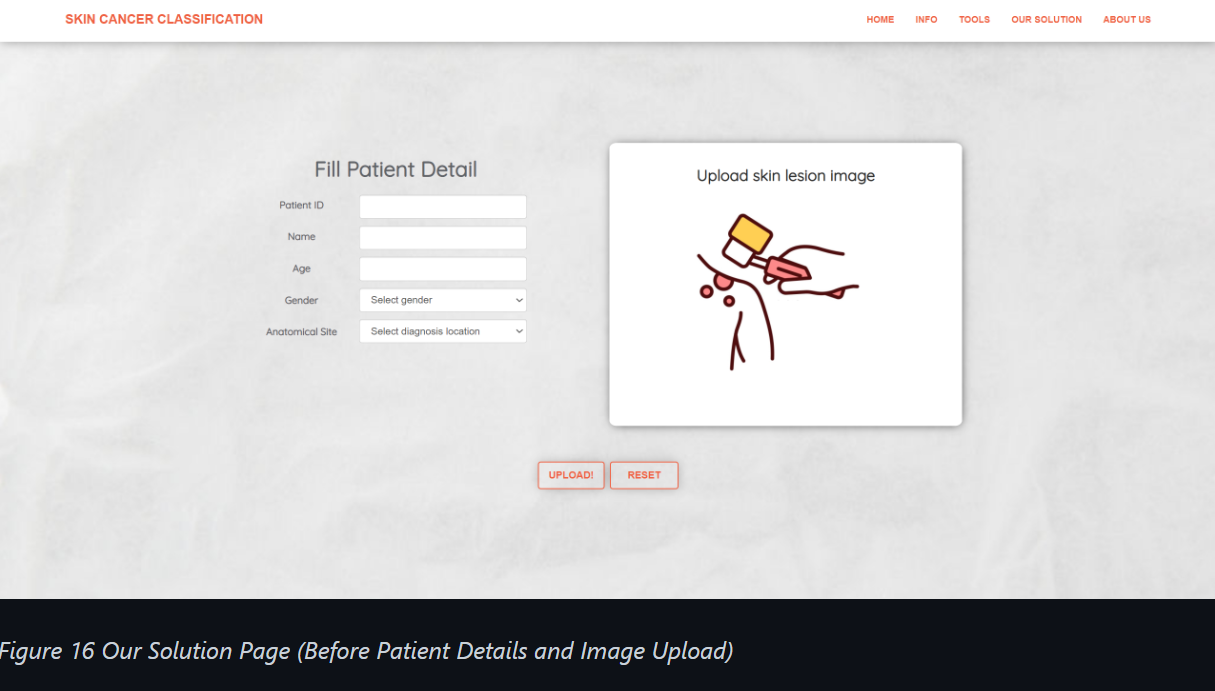 SKIN CANCER CLASSIFICATION
HOME INFO TOOLS OUR SOLUTION ABOUT US
Fill Patient Detail
Patient ID
Name
Age
Gender Select gender
Anatomical Site Select diagnosis location
Upload skin lesion image
UPLOAD! RESET
Figure 16 Our Solution Page (Before Patient Details and Image Upload)